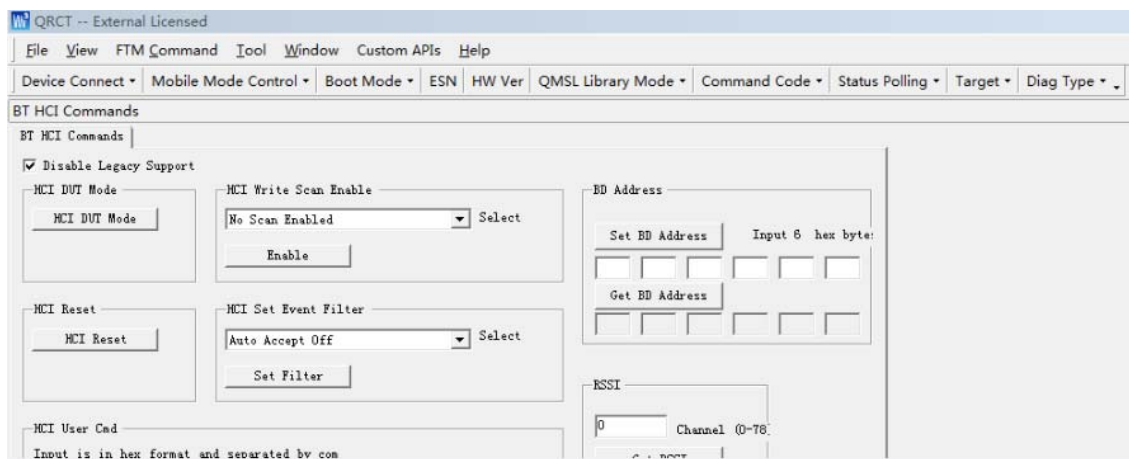 QRCT -- External Licensed
File View FTM Command Tool Window Custom APIs Help
Device Connect Mobile Mode Control Boot Mode ESN HW Ver QMSL Library Mode Command Code Status Polling Target Diag Type
BT HCI Commands
BT HCI Commands
Disable Legacy Support
HCI DUT Mode
HCI DUT Mode
HCI Write Scan Enable
No Scan Enabled Select
Enable
BD Address
Set BD Address Input 6 hex byte
Get BD Address
HCI Reset
HCI Reset
HCI Set Event Filter
Auto Accept Off Select
Set Filter
RSSI
0 Channel (0-78
Get RSSI
HCI User Cmd
Input is in hex format and separated by com